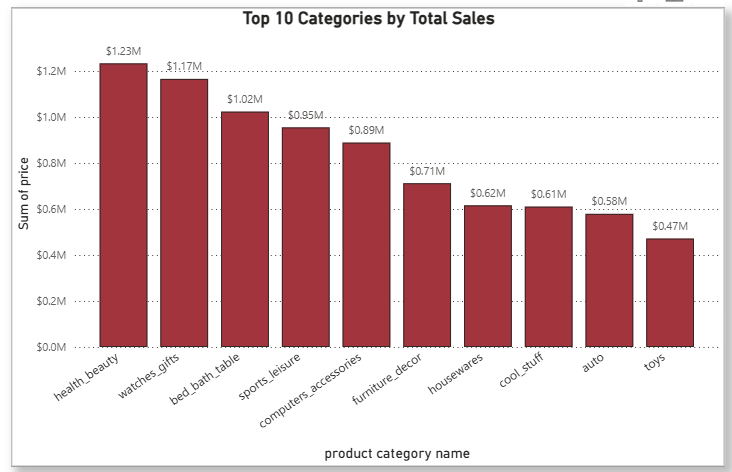 Top 10 Categories by Total Sales
$1.23M
$1.17M
$1.02M
$0.95M
$0.89M
$0.71M
$0.62M
$0.61M
$0.58M
$0.47M
$1.2M
$1.0M
$0.8M
$0.6M
$0.4M
$0.2M
$0.0M
Sum of price
health_beauty
watches_gifts
bed_bath_table
sports_leisure
computers_accessories
furniture_decor
housewares
cool_stuff
auto
toys
product category name